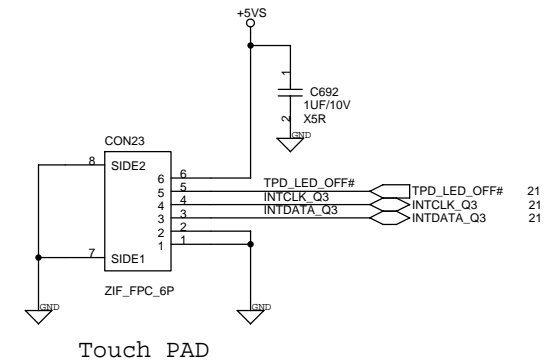 +5VS
1
C692
1UF/10V
X5R
2
GND
CON23
8 SIDE2
6 6
5 5 TPD_LED_OFF# TPD_LED_OFF# 21
4 4 INTCLK_Q3 INTCLK_Q3 21
3 3 INTDATA_Q3 INTDATA_Q3 21
2 2
1 1
7 SIDE1
ZIF_FPC_6P
GND GND
Touch PAD